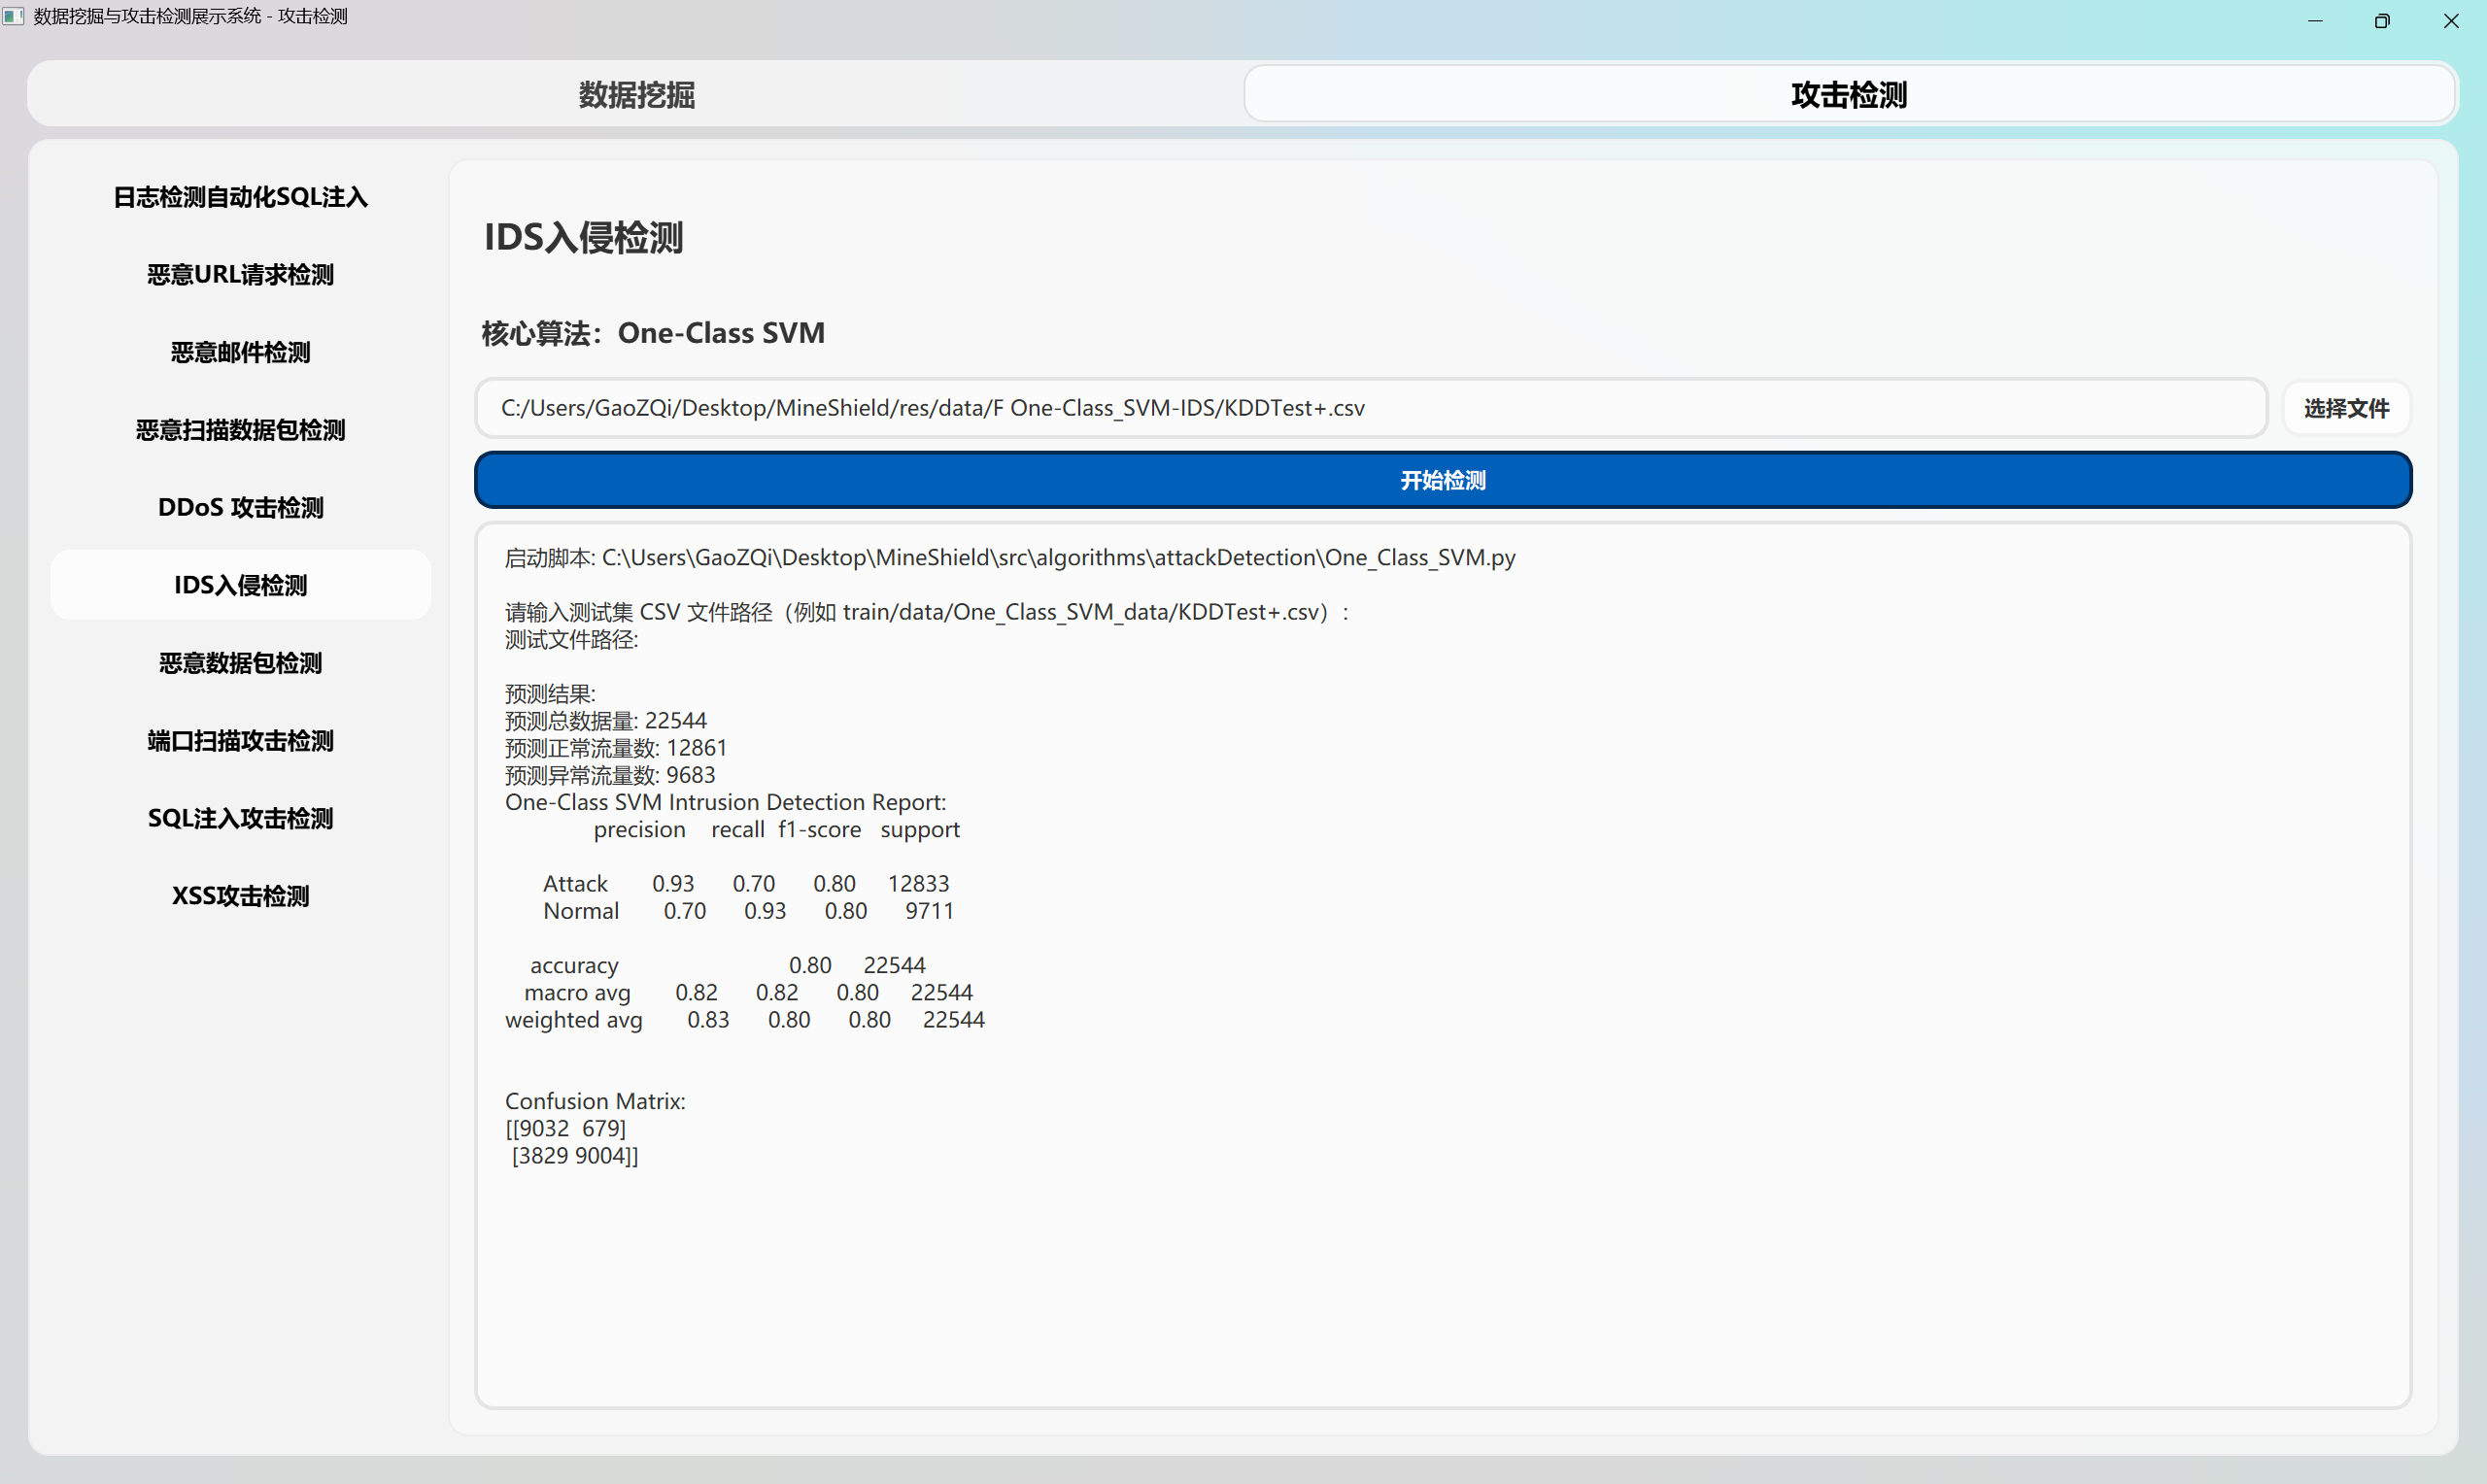 数据挖掘与攻击检测展示系统 - 攻击检测
数据挖掘
攻击检测
日志检测自动化SQL注入
恶意URL请求检测
恶意邮件检测
恶意扫描数据包检测
DDoS 攻击检测
IDS入侵检测
恶意数据包检测
端口扫描攻击检测
SQL注入攻击检测
XSS攻击检测
IDS入侵检测
核心算法：One-Class SVM
C:/Users/GaoZQi/Desktop/MineShield/res/data/F One-Class_SVM-IDS/KDDTest+.csv
选择文件
开始检测
启动脚本: C:\Users\GaoZQi\Desktop\MineShield\src\algorithms\attackDetection\One_Class_SVM.py
请输入测试集 CSV 文件路径（例如 train/data/One_Class_SVM_data/KDDTest+.csv）:
测试文件路径:
预测结果:
预测总数据量: 22544
预测正常流量数: 12861
预测异常流量数: 9683
One-Class SVM Intrusion Detection Report:
precision recall f1-score support
Attack 0.93 0.70 0.80 12833
Normal 0.70 0.93 0.80 9711
accuracy 0.80 22544
macro avg 0.82 0.82 0.80 22544
weighted avg 0.83 0.80 0.80 22544
Confusion Matrix:
[[9032 679]
[3829 9004]]